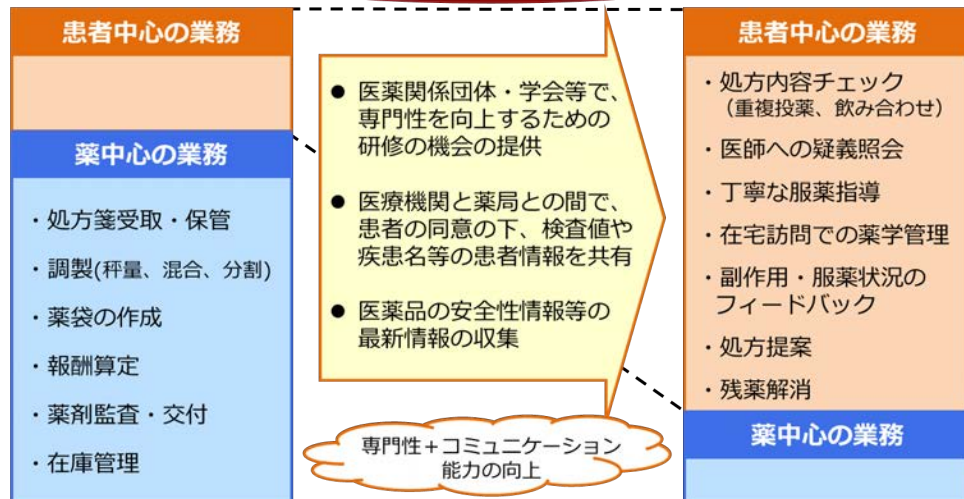 患者中心の業務
薬中心の業務
・処方箋受取・保管
・調製(秤量、混合、分割)
・薬袋の作成
・報酬算定
・薬剤監査・交付
・在庫管理
● 医薬関係団体・学会等で、
専門性を向上するための
研修の機会の提供
● 医療機関と薬局との間で、
患者の同意の下、検査値や
疾患名等の患者情報を共有
● 医薬品の安全性情報等の
最新情報の収集
専門性＋コミュニケーション
能力の向上
患者中心の業務
・処方内容チェック
（重複投薬、飲み合わせ）
・医師への疑義照会
・丁寧な服薬指導
・在宅訪問での薬学管理
・副作用・服薬状況の
フィードバック
・処方提案
・残薬解消
薬中心の業務